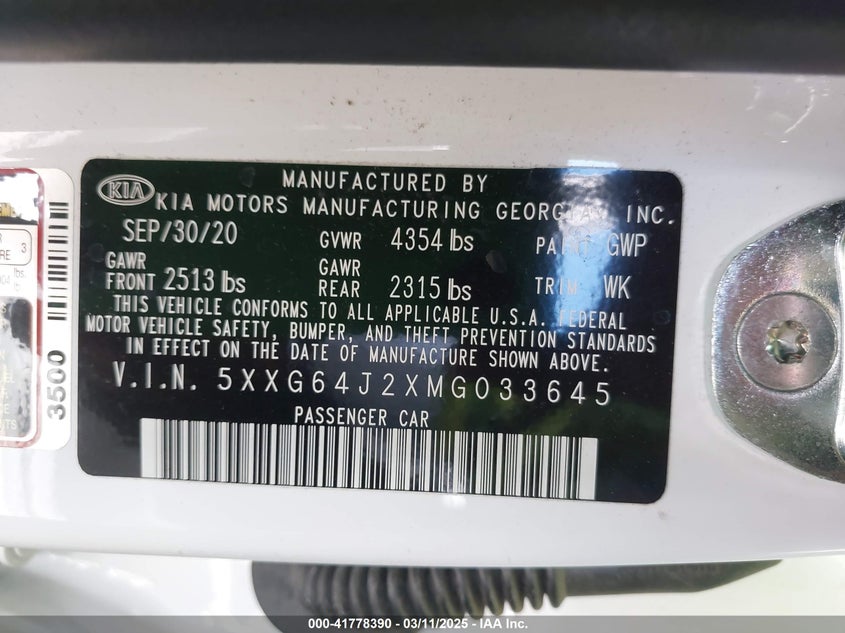 MANUFACTURED BY
KIA
KIA MOTORS MANUFACTURING GEORGIA, INC.
SEP/30/20 GVWR 4354 lbs PAINT GWP
GAWR FRONT 2513 lbs GAWR REAR 2315 lbs TRIM WK
THIS VEHICLE CONFORMS TO ALL APPLICABLE U.S.A. FEDERAL
MOTOR VEHICLE SAFETY, BUMPER, AND THEFT PREVENTION STANDARDS
IN EFFECT ON THE DATE OF MANUFACTURE SHOWN ABOVE.
V.I.N. 5XXG64J2XMG033645
PASSENGER CAR
3500
3
000-41778390 - 03/11/2025 - IAA Inc.